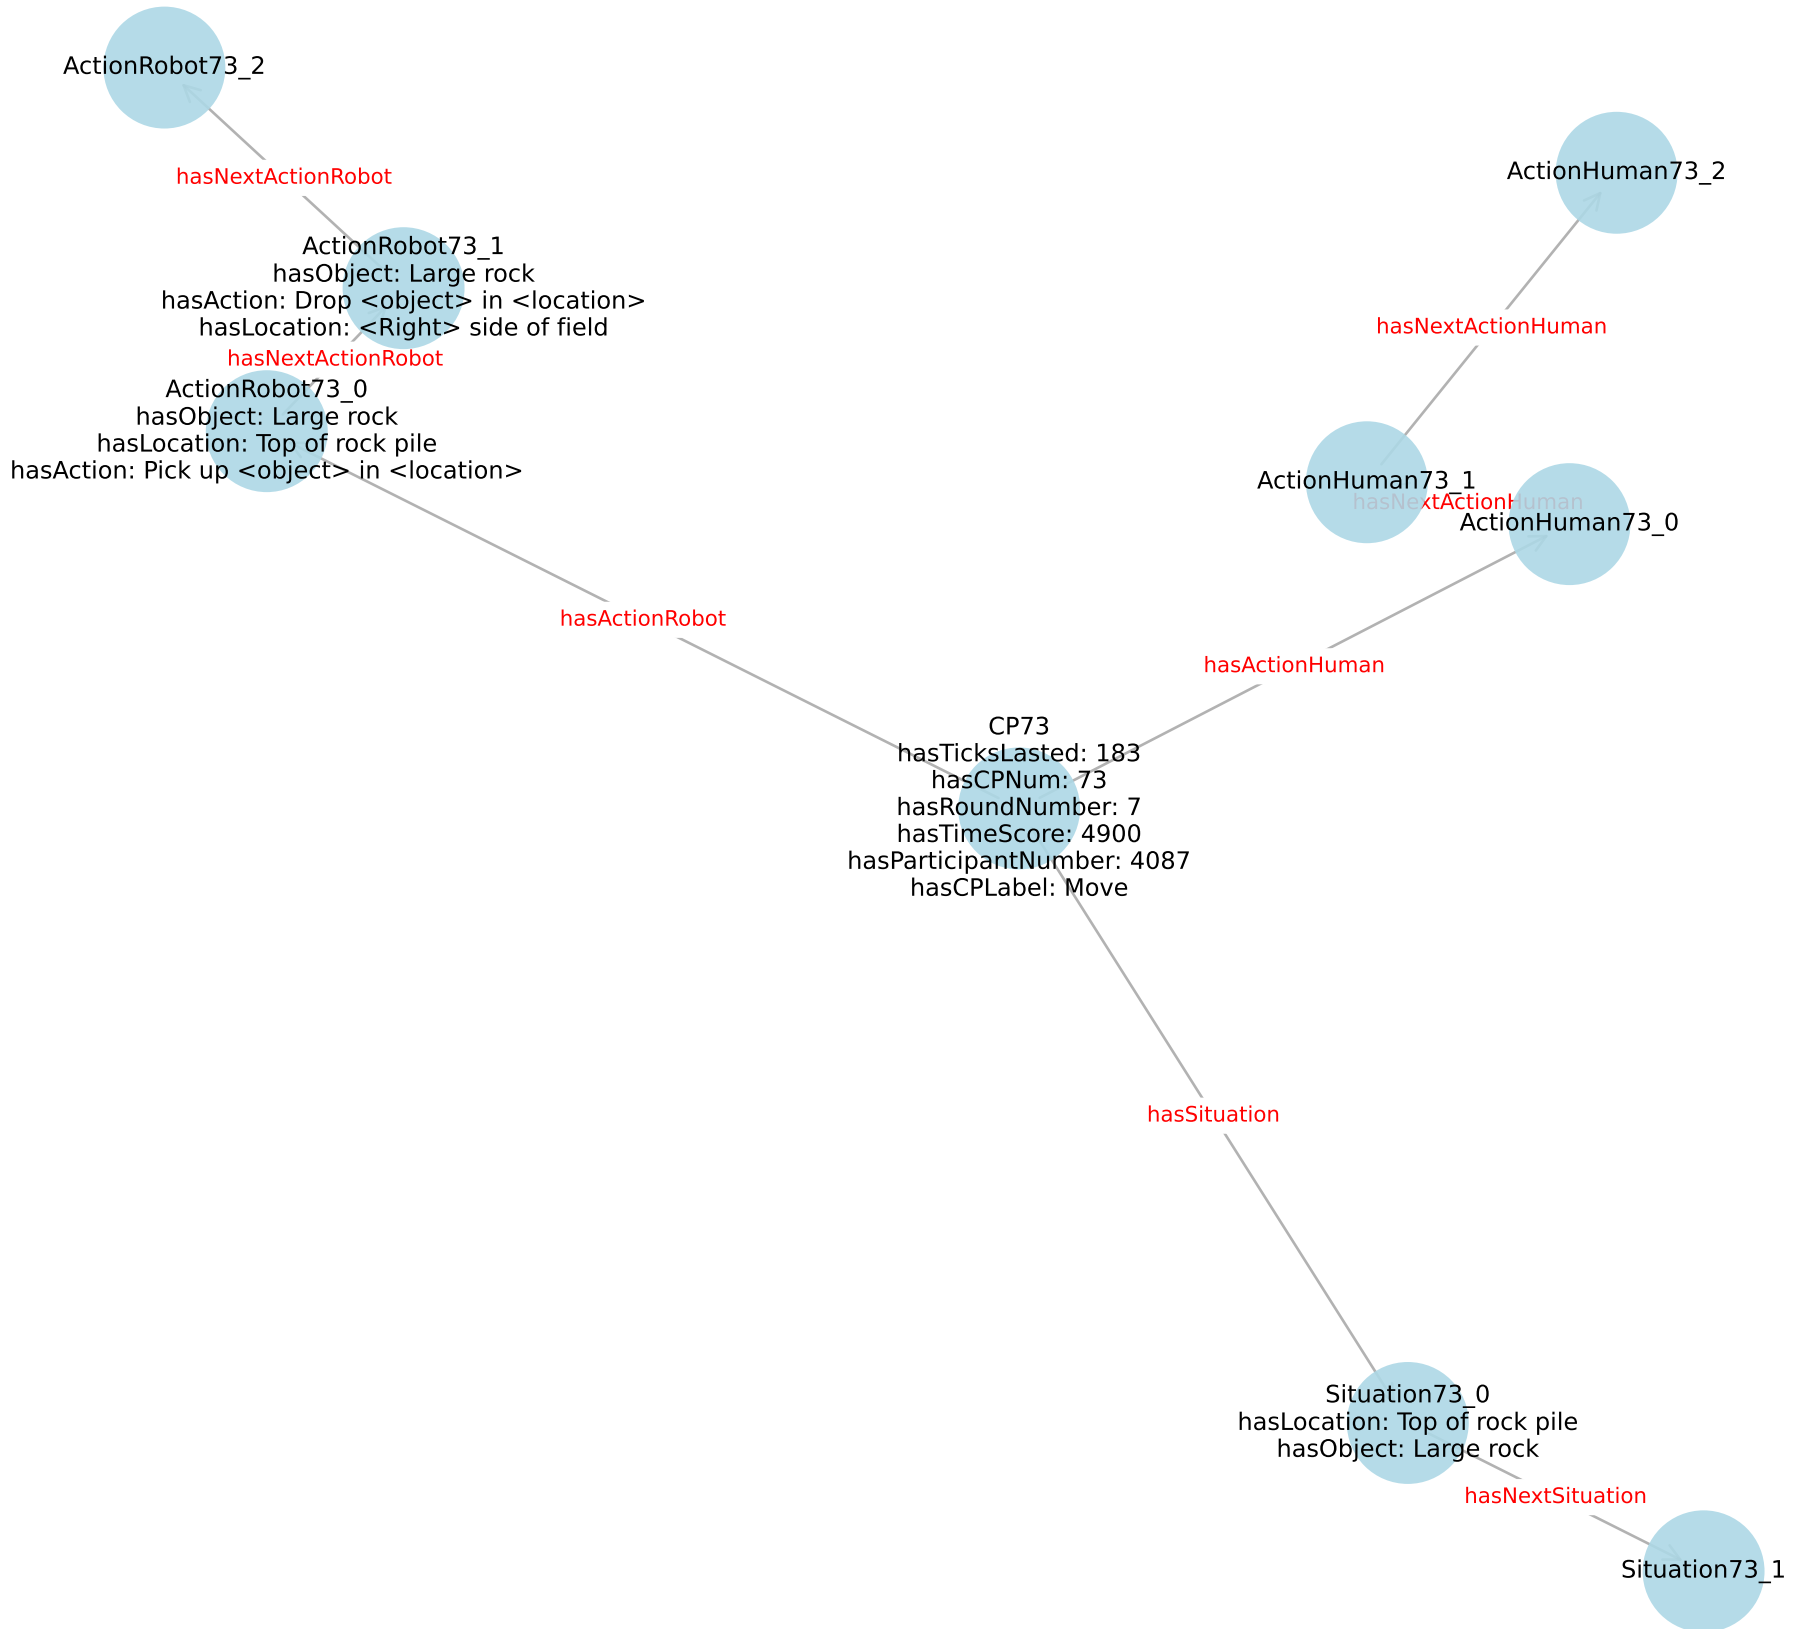 ActionRobot73_2
ActionHuman73_2
hasNextActionRobot
ActionRobot73_1
hasObject: Large rock
hasAction: Drop <object> in <location>
hasLocation: <Right> side of field
hasNextActionHuman
hasNextActionRobot
ActionRobot73_0
hasObject: Large rock
hasLocation: Top of rock pile
hasAction: Pick up <object> in <location>
ActionHuman73_1
hasNextActionHuman
ActionHuman73_0
hasActionRobot
hasActionHuman
CP73
hasTicksLasted: 183
hasCPNum: 73
hasRoundNumber: 7
hasTimeScore: 4900
hasParticipantNumber: 4087
hasCPLabel: Move
hasSituation
Situation73_0
hasLocation: Top of rock pile
hasObject: Large rock
hasNextSituation
Situation73_1